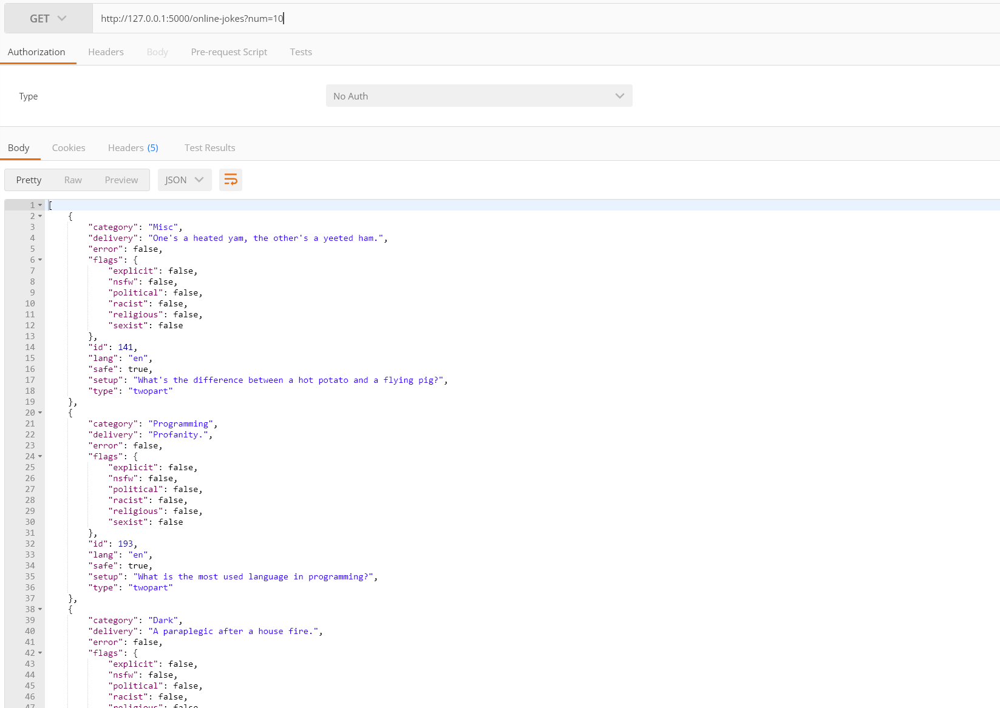 GET http://127.0.0.1:5000/online-jokes?num=10
Authorization Headers Body Pre-request Script Tests
Type No Auth
Body Cookies Headers (5) Test Results
Pretty Raw Preview JSON
1 [
2 {
3 "category": "Misc",
4 "delivery": "One's a heated yam, the other's a yeeted ham.",
5 "error": false,
6 "flags": {
7 "explicit": false,
8 "nsfw": false,
9 "political": false,
10 "racist": false,
11 "religious": false,
12 "sexist": false
13 },
14 "id": 141,
15 "lang": "en",
16 "safe": true,
17 "setup": "What's the difference between a hot potato and a flying pig?",
18 "type": "twopart"
19 },
20 {
21 "category": "Programming",
22 "delivery": "Profanity.",
23 "error": false,
24 "flags": {
25 "explicit": false,
26 "nsfw": false,
27 "political": false,
28 "racist": false,
29 "religious": false,
30 "sexist": false
31 },
32 "id": 193,
33 "lang": "en",
34 "safe": true,
35 "setup": "What is the most used language in programming?",
36 "type": "twopart"
37 },
38 {
39 "category": "Dark",
40 "delivery": "A paraplegic after a house fire.",
41 "error": false,
42 "flags": {
43 "explicit": false,
44 "nsfw": false,
45 "political": false,
46 "racist": false,
47 "religious": false